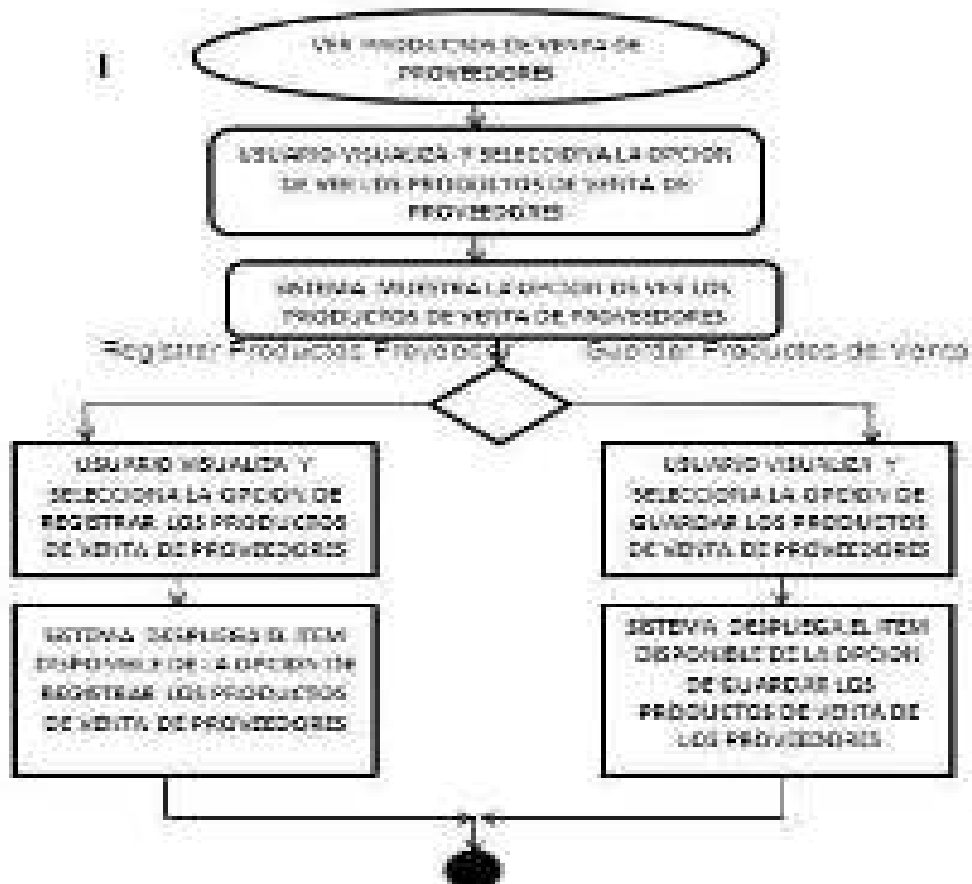 VER PRODUCTOS DE VENTA DE
PROVEEDORES
USUARIO VISUALIZA Y SELECCIONA LA OPCION
DE VER LOS PRODUCTOS DE VENTA DE
PROVEEDORES
SISTEMA MUESTRA LA OPCION DE VER LOS
PRODUCTOS DE VENTA DE PROVEEDORES
Registrar Productos Proveedor
Guardar Productos de Venta
USUARIO VISUALIZA Y
SELECCIONA LA OPCION DE
REGISTRAR LOS PRODUCTOS
DE VENTA DE PROVEEDORES
USUARIO VISUALIZA Y
SELECCIONA LA OPCION DE
GUARDAR LOS PRODUCTOS
DE VENTA DE PROVEEDORES
SISTEMA DESPLIEGA EL ITEM
DISPONIBLE DE LA OPCION DE
REGISTRAR LOS PRODUCTOS
DE VENTA DE PROVEEDORES
SISTEMA DESPLIEGA EL ITEM
DISPONIBLE DE LA OPCION
DE GUARDAR LOS
PRODUCTOS DE VENTA DE
LOS PROVEEDORES